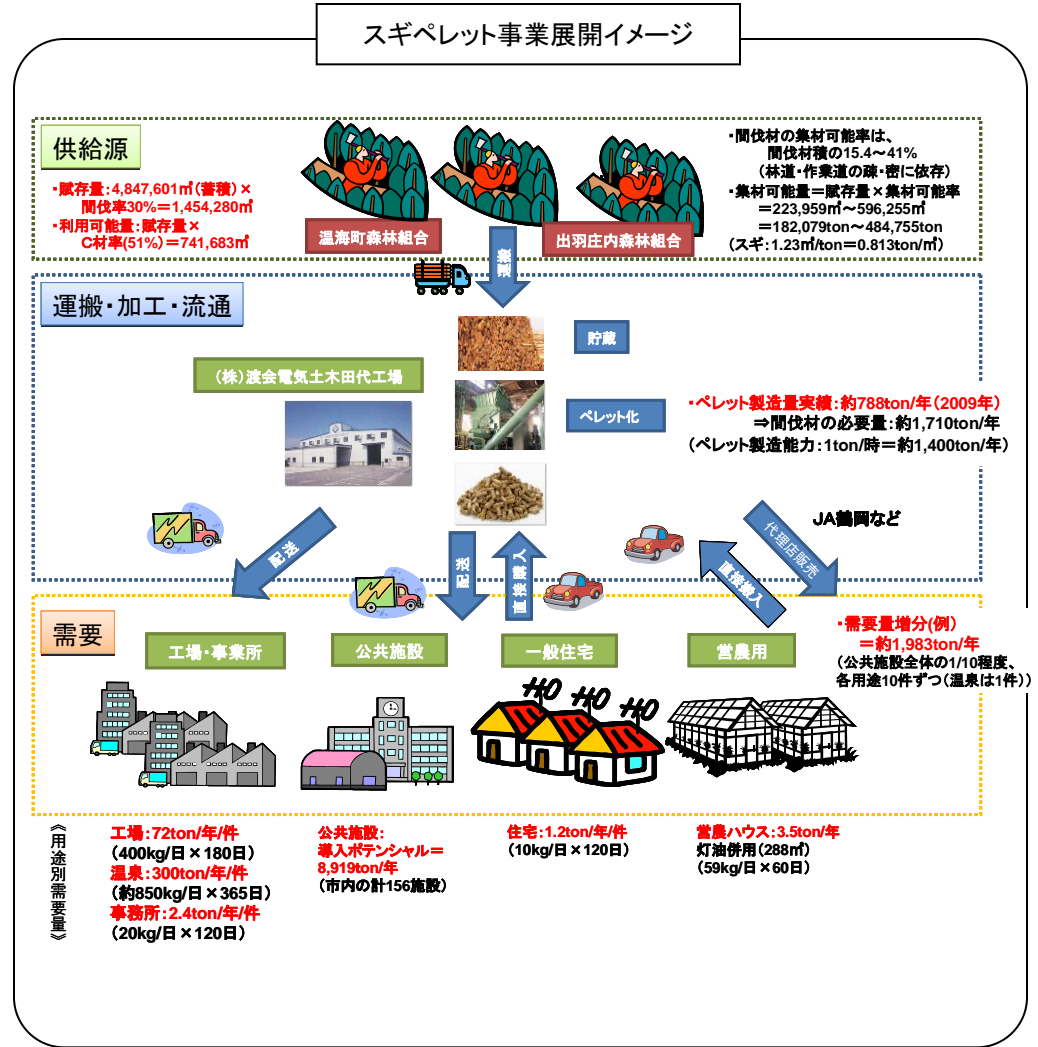 スギペレット事業展開イメージ
供給源
・賦存量：4,847,601㎥（蓄積）×
間伐率30％＝1,454,280㎥
・利用可能量：賦存量×
C材率（51％）＝741,683㎥
温海町森林組合
出羽庄内森林組合
・間伐材の集材可能率は、
間伐材積の15.4～41％
（林道・作業道の疎・密に依存）
・集材可能量＝賦存量×集材可能率
＝223,959㎥～596,255㎥
＝182,079ton～484,755ton
（スギ：1.23㎥/ton＝0.813ton/㎥）
運搬
運搬・加工・流通
貯蔵
（株）渡会電気土木田代工場
ペレット化
・ペレット製造量実績：約788ton/年（2009年）
⇒間伐材の必要量：約1,710ton/年
（ペレット製造能力：1ton/時＝約1,400ton/年）
配送
配送
直接購入
直接搬入
代理店販売
JA鶴岡など
需要
工場・事業所
公共施設
一般住宅
営農用
・需要量増分(例）
＝約1,983ton/年
（公共施設全体の1/10程度、
各用途10件ずつ（温泉は1件））
《用途別需要量》
工場：72ton/年/件
（400kg/日×180日）
温泉：300ton/年/件
（約850kg/日×365日）
事務所：2.4ton/年/件
（20kg/日×120日）
公共施設：
導入ポテンシャル＝
8,919ton/年
（市内の計156施設）
住宅：1.2ton/年/件
（10kg/日×120日）
営農ハウス：3.5ton/年
灯油併用（288㎡）
（59kg/日×60日）